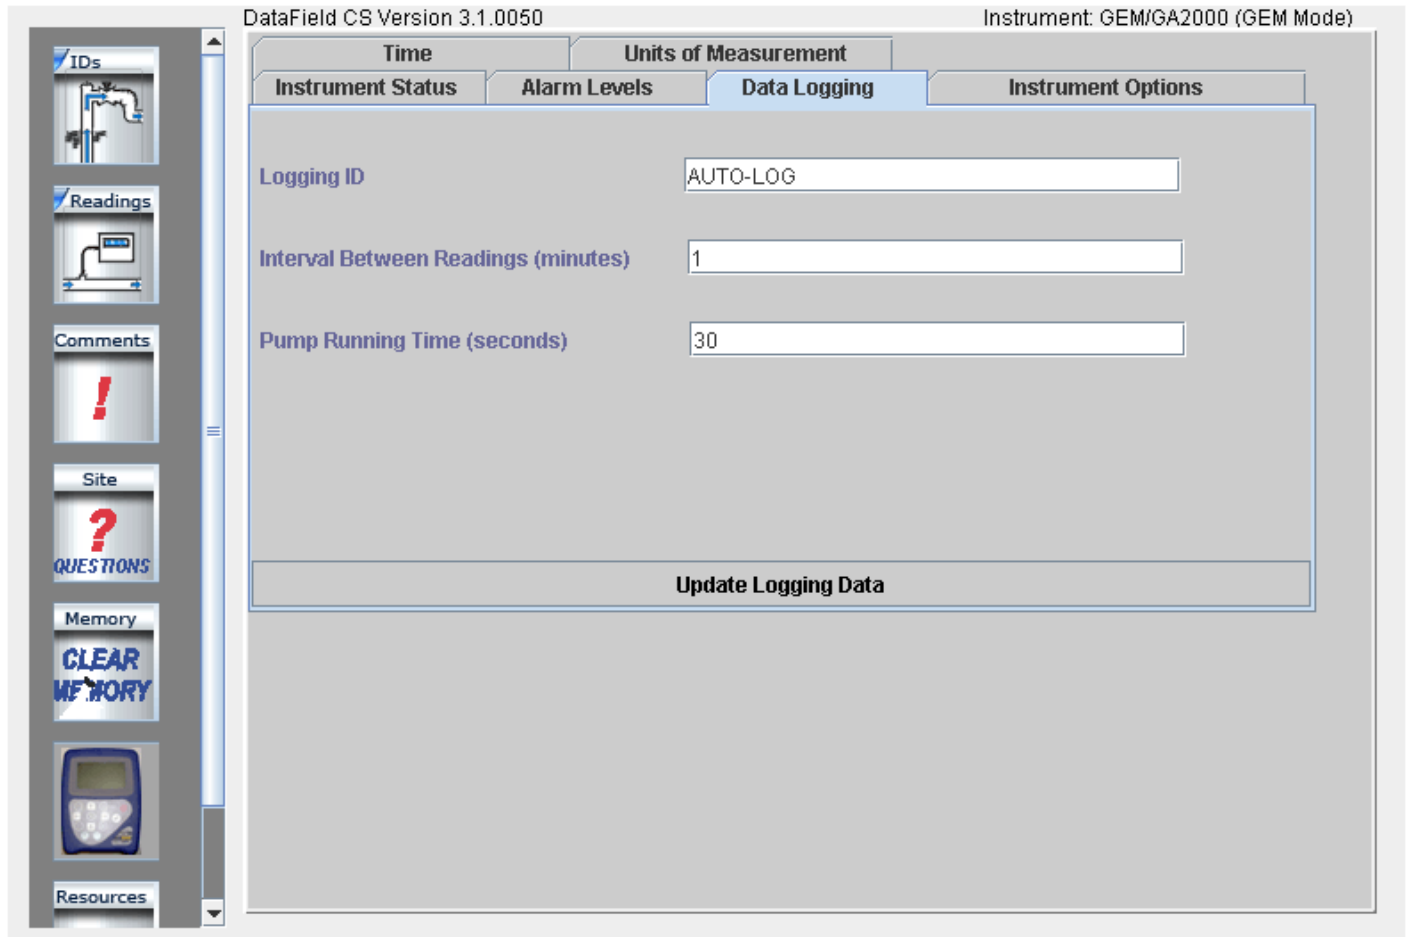 DataField CS Version 3.1.0050
Instrument: GEM/GA2000 (GEM Mode)
IDs
Readings
Comments
!
Site
?
QUESTIONS
Memory
CLEAR
MEMORY
Resources
Time
Units of Measurement
Instrument Status
Alarm Levels
Data Logging
Instrument Options
Logging ID
AUTO-LOG
Interval Between Readings (minutes)
1
Pump Running Time (seconds)
30
Update Logging Data